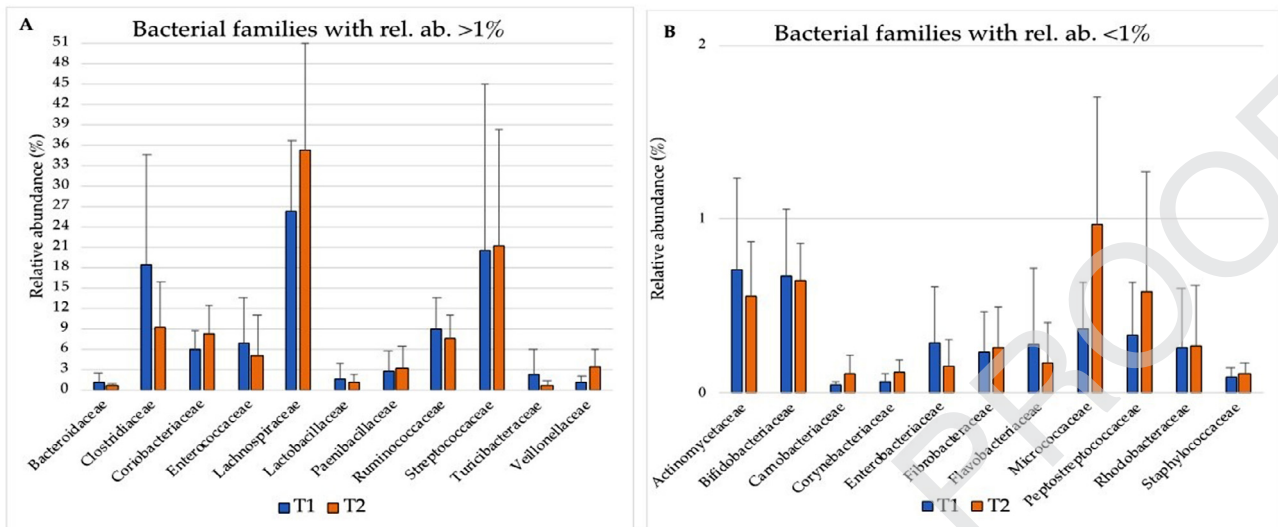 A
Bacterial families with rel. ab. >1%
Relative abundance (%)
51
48
45
42
39
36
33
30
27
24
21
18
15
12
9
6
3
0
Bacteroidaceae
Clostridiaceae
Coriobacteriaceae
Enterococcaceae
Lachnospiraceae
Lactobacillaceae
Paenibacillaceae
Ruminococcaceae
Streptococcaceae
Turicibacteraceae
Veillonellaceae
T1 T2
B
Bacterial families with rel. ab. <1%
Relative abundance (%)
2
1
0
Actinomycetaceae
Bifidobacteriaceae
Carnobacteriaceae
Corynebacteriaceae
Enterobacteriaceae
Fibrobacteriaceae
Flavobacteriaceae
Micrococcaceae
Peptostreptococcaceae
Rhodobacteraceae
Staphylococcaceae
T1 T2
PROOF